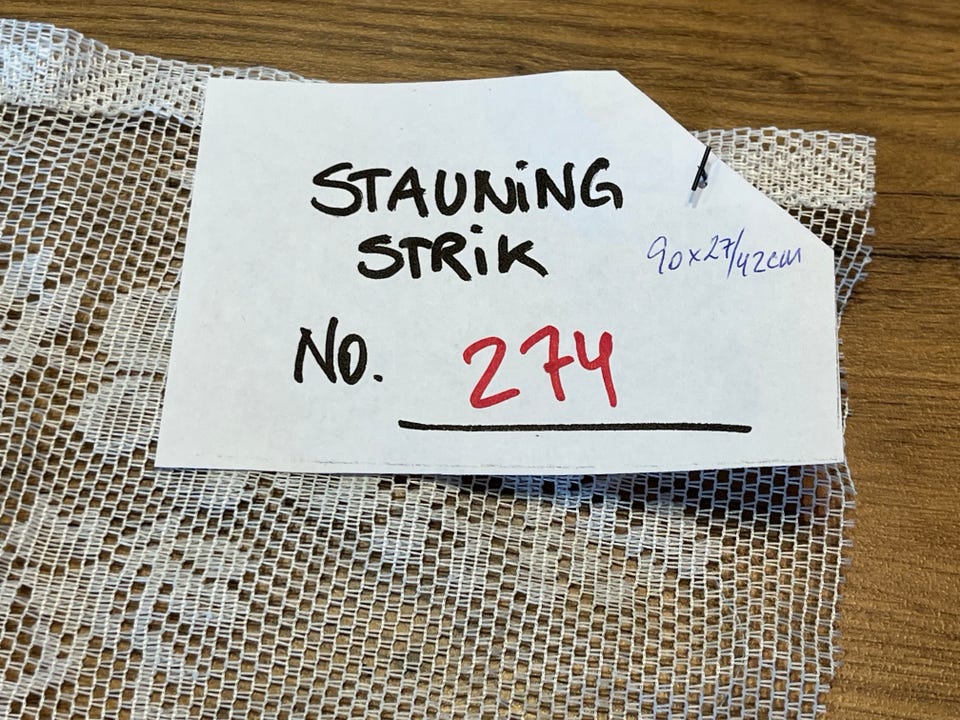 STAUNiNG
STRiK
90x27/42cm
No. 274